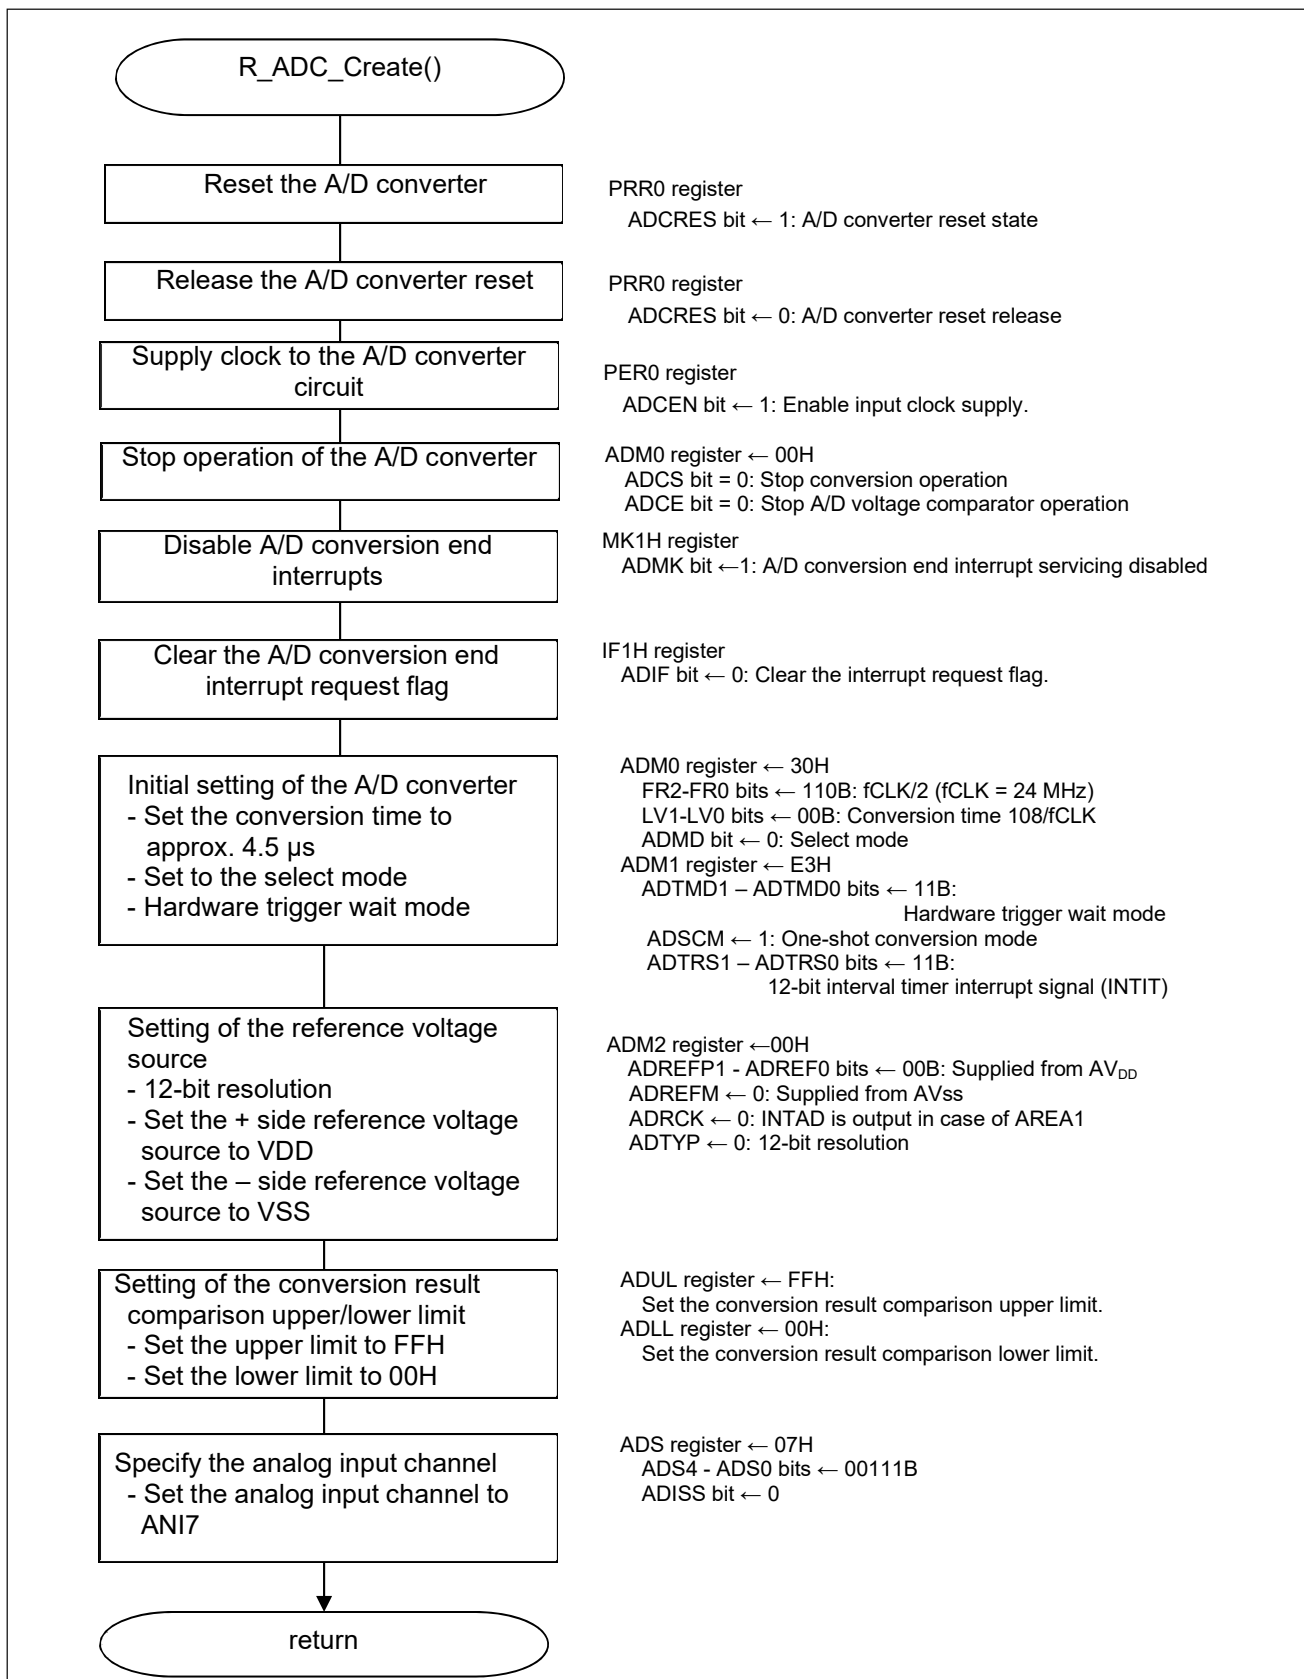 R_ADC_Create()
Reset the A/D converter
PRR0 register
ADCRES bit ← 1: A/D converter reset state
Release the A/D converter reset
PRR0 register
ADCRES bit ← 0: A/D converter reset release
Supply clock to the A/D converter
circuit
PER0 register
ADCEN bit ← 1: Enable input clock supply.
Stop operation of the A/D converter
ADM0 register ← 00H
ADCS bit = 0: Stop conversion operation
ADCE bit = 0: Stop A/D voltage comparator operation
Disable A/D conversion end
interrupts
MK1H register
ADMK bit ←1: A/D conversion end interrupt servicing disabled
Clear the A/D conversion end
interrupt request flag
IF1H register
ADIF bit ← 0: Clear the interrupt request flag.
Initial setting of the A/D converter
- Set the conversion time to
approx. 4.5 µs
- Set to the select mode
- Hardware trigger wait mode
ADM0 register ← 30H
FR2-FR0 bits ← 110B: fCLK/2 (fCLK = 24 MHz)
LV1-LV0 bits ← 00B: Conversion time 108/fCLK
ADMD bit ← 0: Select mode
ADM1 register ← E3H
ADTMD1 – ADTMD0 bits ← 11B:
Hardware trigger wait mode
ADSCM ← 1: One-shot conversion mode
ADTRS1 – ADTRS0 bits ← 11B:
12-bit interval timer interrupt signal (INTIT)
Setting of the reference voltage
source
- 12-bit resolution
- Set the + side reference voltage
source to VDD
- Set the – side reference voltage
source to VSS
ADM2 register ←00H
ADREFP1 - ADREF0 bits ← 00B: Supplied from AVDD
ADREFM ← 0: Supplied from AVss
ADRCK ← 0: INTAD is output in case of AREA1
ADTYP ← 0: 12-bit resolution
Setting of the conversion result
comparison upper/lower limit
- Set the upper limit to FFH
- Set the lower limit to 00H
ADUL register ← FFH:
Set the conversion result comparison upper limit.
ADLL register ← 00H:
Set the conversion result comparison lower limit.
Specify the analog input channel
- Set the analog input channel to
ANI7
ADS register ← 07H
ADS4 - ADS0 bits ← 00111B
ADISS bit ← 0
return